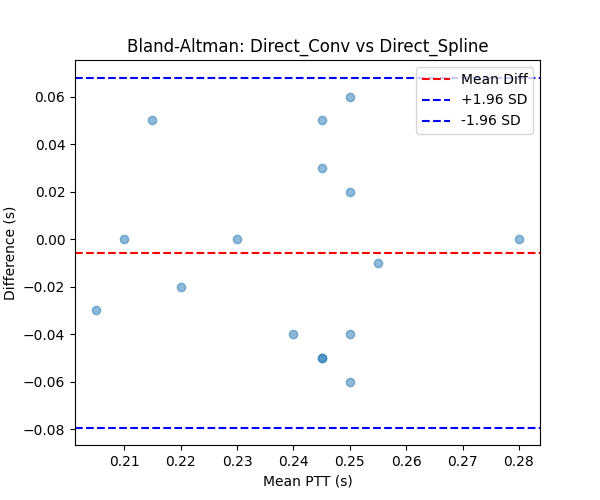 Bland-Altman: Direct_Conv vs Direct_Spline
Mean Diff
+1.96 SD
-1.96 SD
Difference (s)
0.06
0.04
0.02
0.00
−0.02
−0.04
−0.06
−0.08
0.21 0.22 0.23 0.24 0.25 0.26 0.27 0.28
Mean PTT (s)